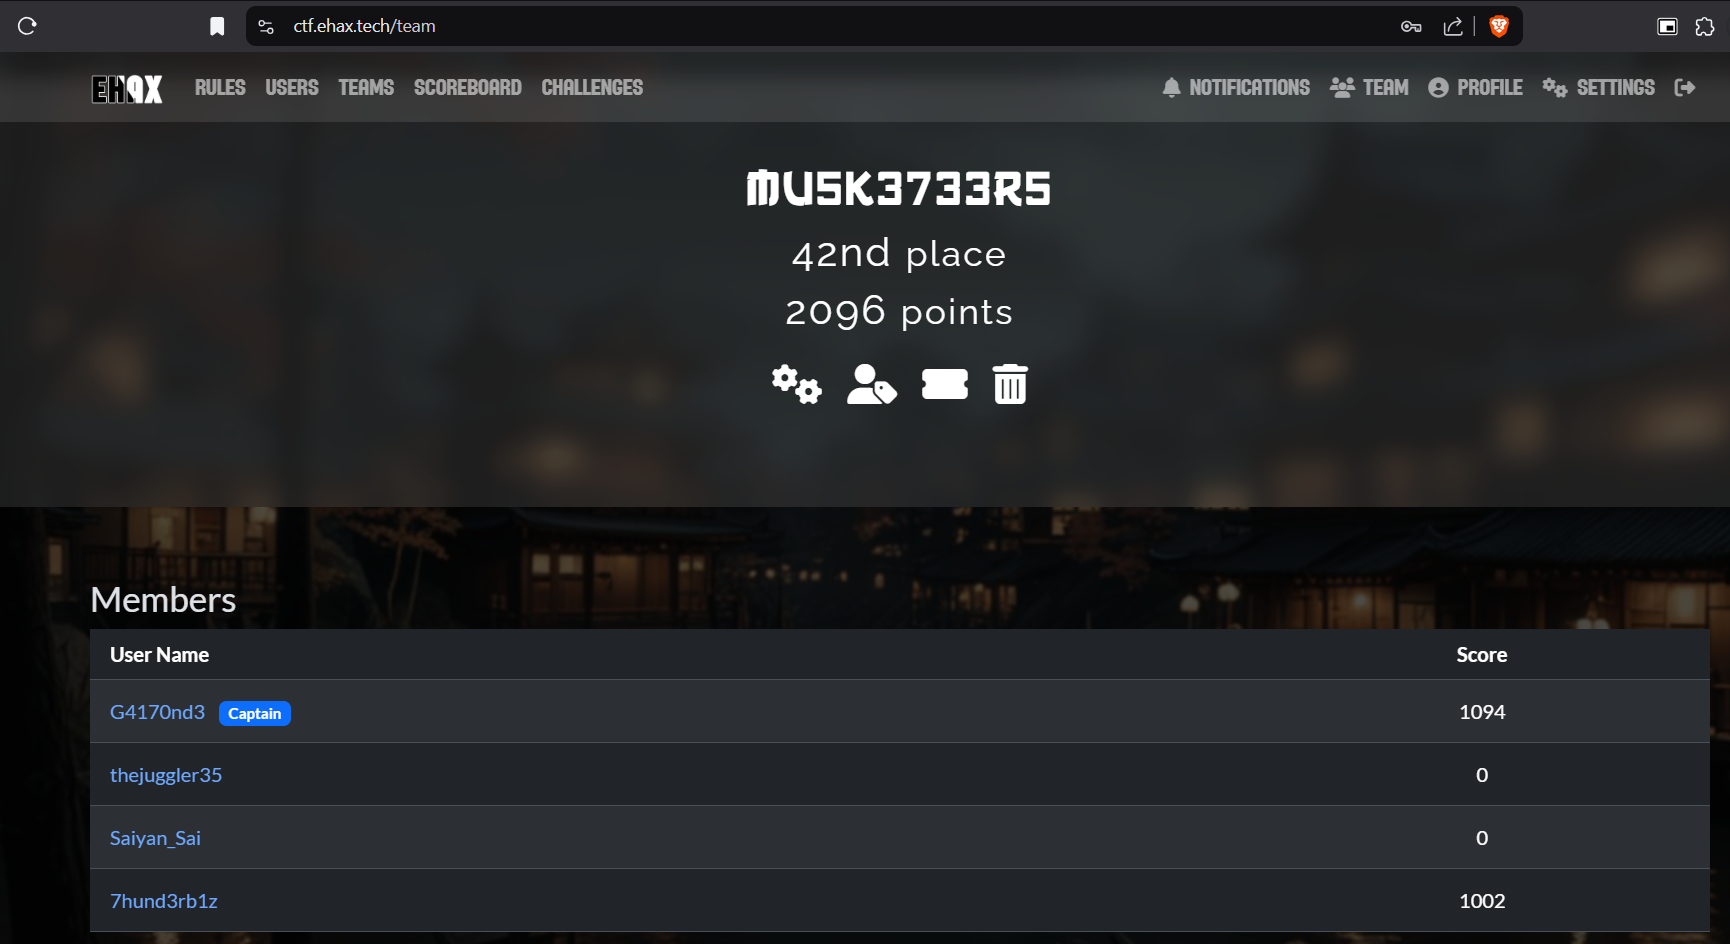 ctf.ehax.tech/team
EHAX RULES USERS TEAMS SCOREBOARD CHALLENGES NOTIFICATIONS TEAM PROFILE SETTINGS
MU5K3733R5
42nd place
2096 points
Members
User Name Score
G4170nd3 Captain 1094
thejuggler35 0
Saiyan_Sai 0
7hund3rb1z 1002